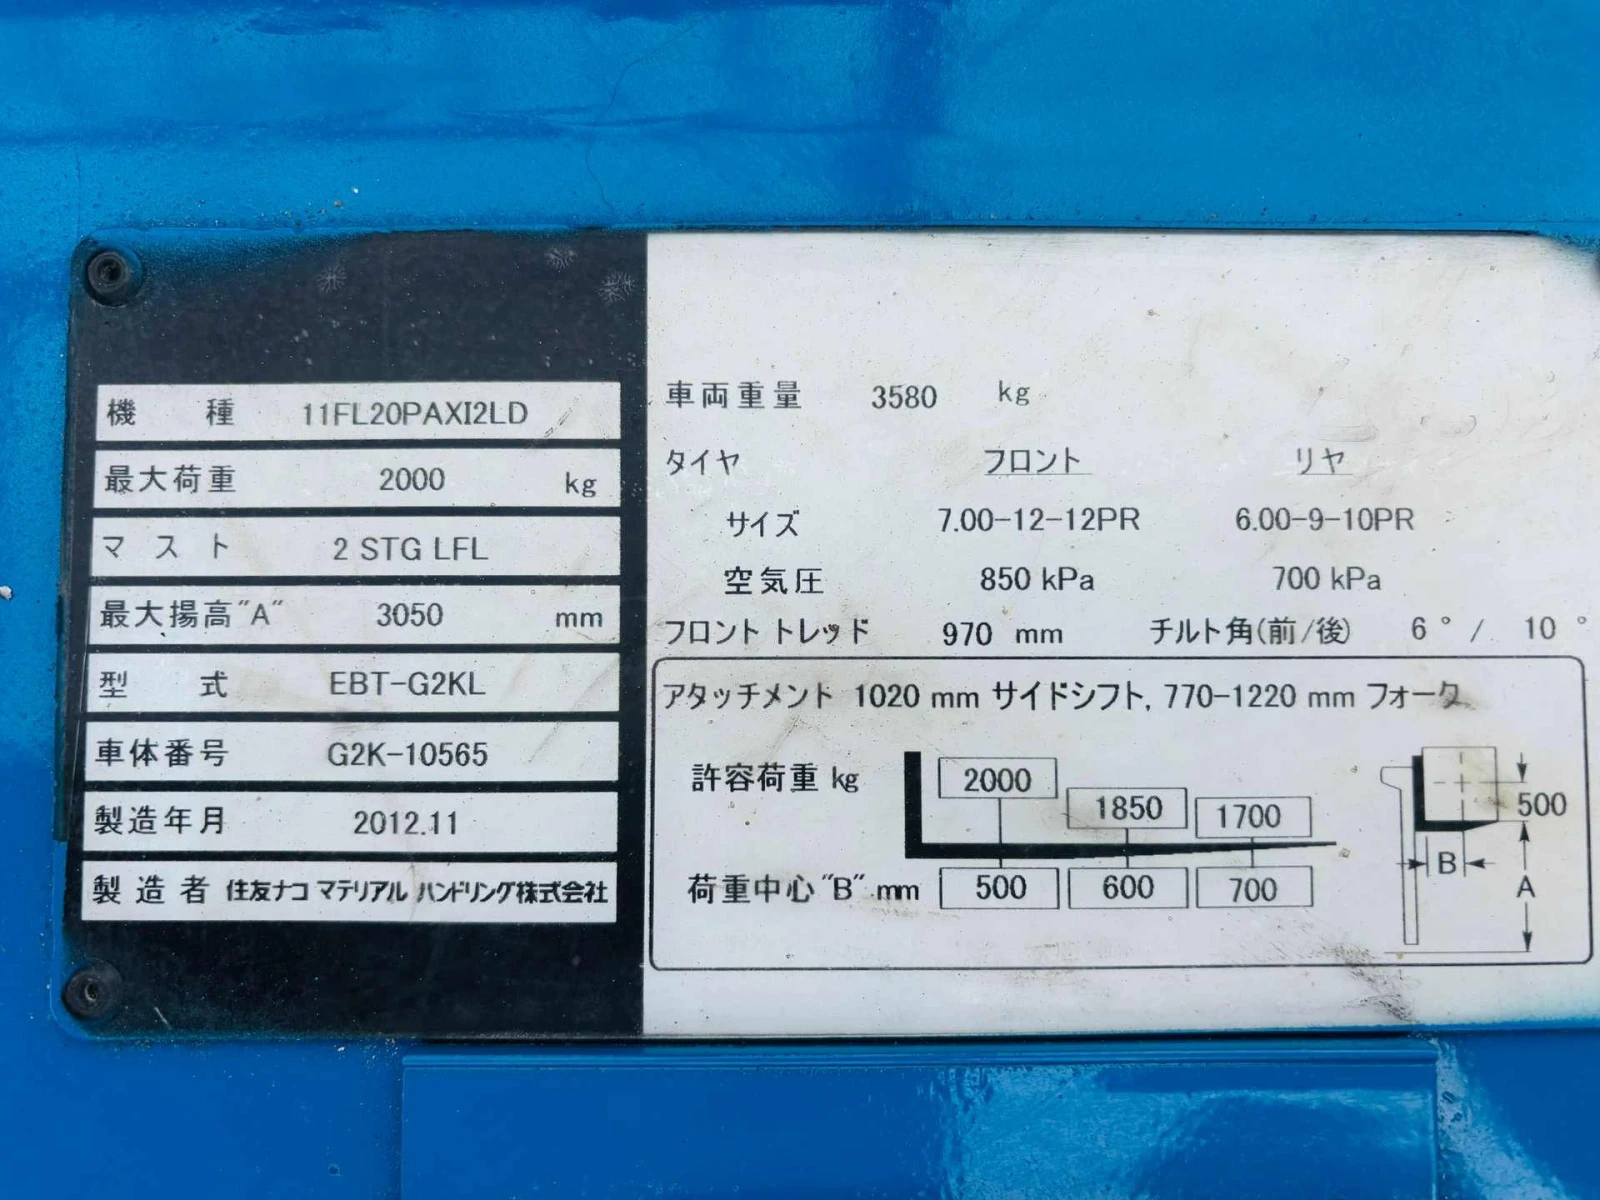 機 種 11FL20PAXI2LD
最大荷重 2000 kg
マスト 2 STG LFL
最大揚高"A" 3050 mm
型 式 EBT-G2KL
車体番号 G2K-10565
製造年月 2012.11
製造者 住友ナコ マテリアル ハンドリング株式会社
車両重量 3580 kg
タイヤ フロント リヤ
サイズ 7.00-12-12PR 6.00-9-10PR
空気圧 850 kPa 700 kPa
フロント トレッド 970 mm チルト角(前/後) 6° / 10°
アタッチメント 1020 mm サイドシフト, 770-1220 mm フォーク
許容荷重 kg 2000 1850 1700
荷重中心"B" mm 500 600 700
500
B
A